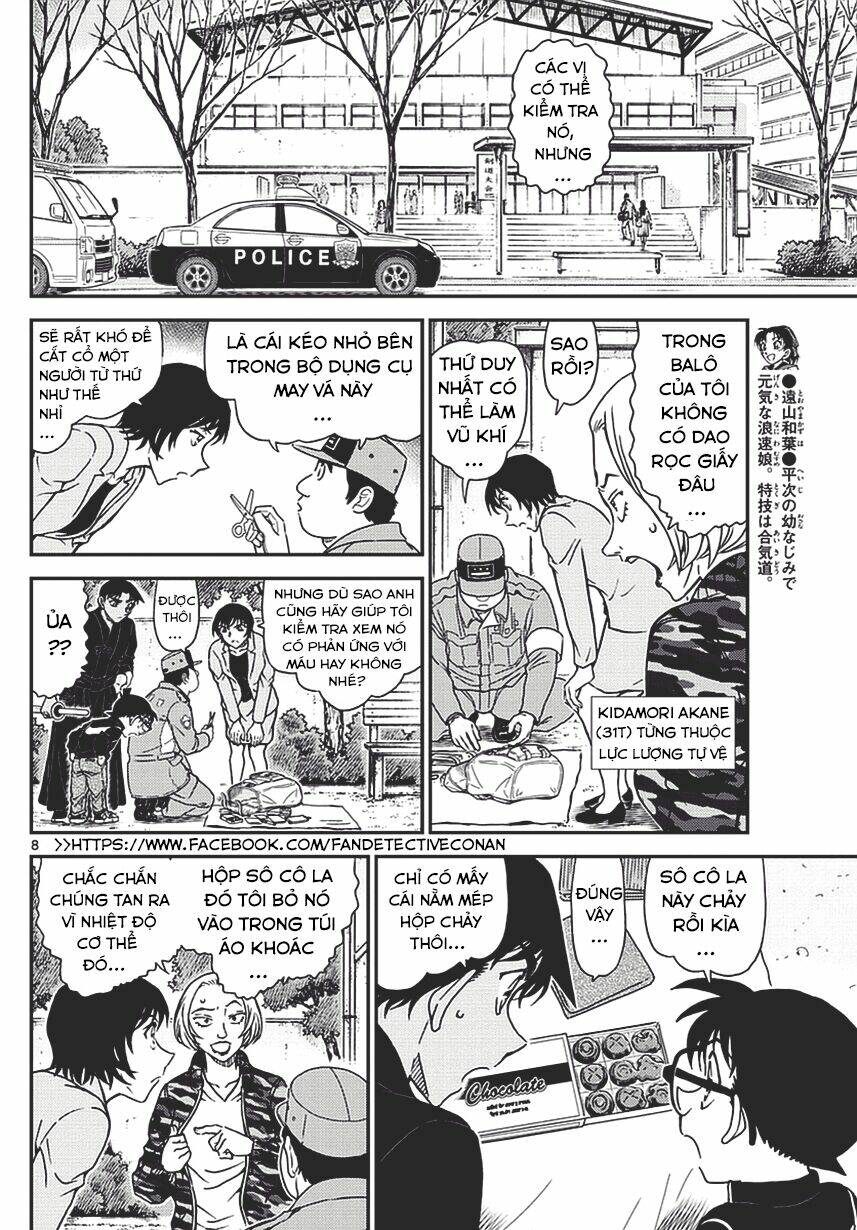 CÁC VỊ
CÓ THỂ
KIỂM TRA
NÓ,
NHƯNG
...
剣道大会
POLICE
TRONG
BALÔ
CỦA TÔI
KHÔNG
CÓ DAO
RỌC GIẤY
ĐÂU
...
SAO
RỒI?
THỨ DUY
NHẤT CÓ
THỂ LÀM
VŨ KHÍ
...
KIDAMORI AKANE
(31T) TỪNG THUỘC
LỰC LƯỢNG TỰ VỆ
●遠山和葉●平次の幼なじみで
元気な浪速娘。特技は合気道。
LÀ CÁI KÉO NHỎ BÊN
TRONG BỘ DỤNG CỤ
MAY VÁ NÀY
...
SẼ RẤT KHÓ ĐỂ
CẮT CỔ MỘT
NGƯỜI TỪ THỨ
NHƯ THẾ
NHỈ
NHƯNG DÙ SAO ANH
CŨNG HÃY GIÚP TÔI
KIỂM TRA XEM NÓ
CÓ PHẢN ỨNG VỚI
MÁU HAY KHÔNG
NHÉ?
ĐƯỢC
THÔI
...
ỦA
??
8
>>HTTPS://WWW.FACEBOOK.COM/FANDETECTIVECONAN
SÔ CÔ LA
NÀY CHẢY
RỒI KÌA
...
ĐÚNG
VẬY
...
CHỈ CÓ MẤY
CÁI NẰM MÉP
HỘP CHẢY
THÔI...
Chocolate
HỘP SÔ CÔ LA
ĐÓ TÔI BỎ NÓ
VÀO TRONG TÚI
ÁO KHOÁC
...
CHẮC CHẮN
CHÚNG TAN RA
VĨ NHIỆT ĐỘ
CƠ THỂ
ĐÓ...